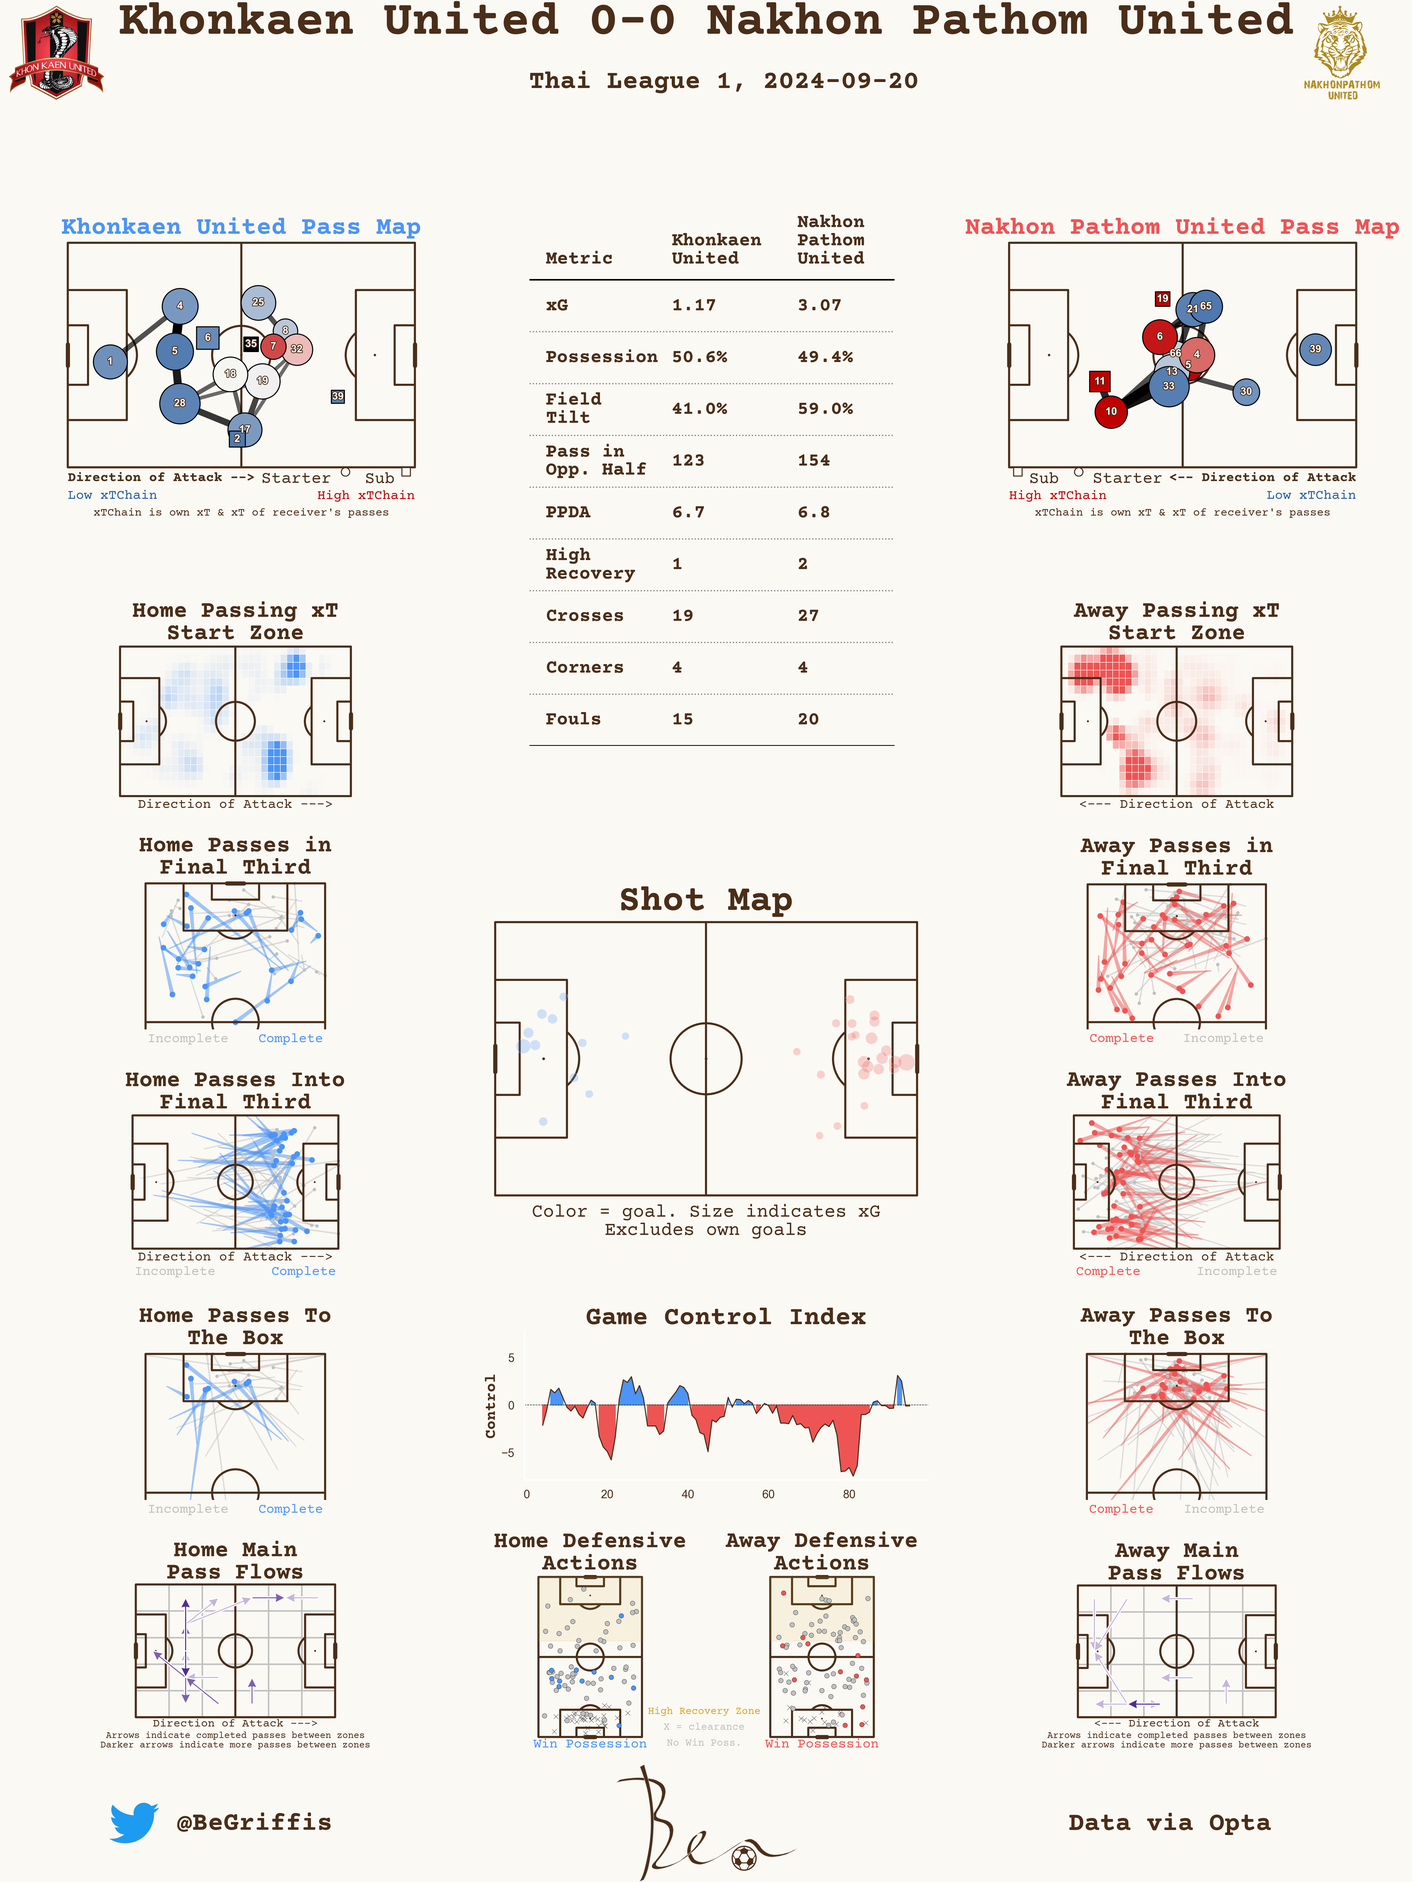 Khonkaen United 0-0 Nakhon Pathom United
Thai League 1, 2024-09-20
KHON KAEN UNITED
NAKHONPATHOM
UNITED
Khonkaen United Pass Map
4
25
6
8
35
7
32
5
1
18
19
28
39
17
2
Direction of Attack --> Starter Sub
Low xTChain High xTChain
xTChain is own xT & xT of receiver's passes
Metric Khonkaen United Nakhon Pathom United
xG 1.17 3.07
Possession 50.6% 49.4%
Field Tilt 41.0% 59.0%
Pass in Opp. Half 123 154
PPDA 6.7 6.8
High Recovery 1 2
Crosses 19 27
Corners 4 4
Fouls 15 20
Nakhon Pathom United Pass Map
19
21
65
6
66
4
39
5
13
11
33
30
10
Sub Starter <-- Direction of Attack
High xTChain Low xTChain
xTChain is own xT & xT of receiver's passes
Home Passing xT
Start Zone
Direction of Attack --->
Away Passing xT
Start Zone
<--- Direction of Attack
Home Passes in
Final Third
Incomplete Complete
Shot Map
Color = goal. Size indicates xG
Excludes own goals
Away Passes in
Final Third
Complete Incomplete
Home Passes Into
Final Third
Direction of Attack --->
Incomplete Complete
Away Passes Into
Final Third
<--- Direction of Attack
Complete Incomplete
Home Passes To
The Box
Incomplete Complete
Game Control Index
Control
5
0
−5
0 20 40 60 80
Away Passes To
The Box
Complete Incomplete
Home Main
Pass Flows
Direction of Attack --->
Arrows indicate completed passes between zones
Darker arrows indicate more passes between zones
Home Defensive
Actions
Win Possession
Away Defensive
Actions
Win Possession
High Recovery Zone
X = clearance
No Win Poss.
Away Main
Pass Flows
<--- Direction of Attack
Arrows indicate completed passes between zones
Darker arrows indicate more passes between zones
@BeGriffis
Ben
Data via Opta